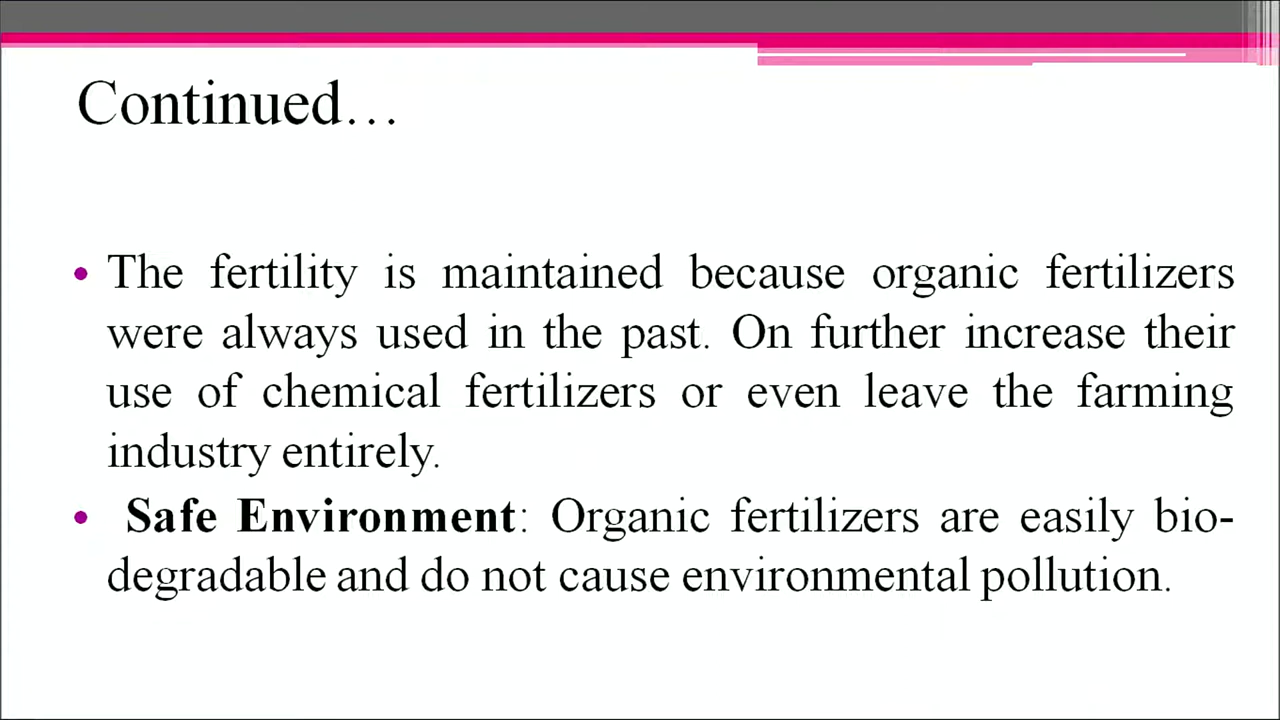 Continued…
• The fertility is maintained because organic fertilizers
were always used in the past. On further increase their
use of chemical fertilizers or even leave the farming
industry entirely.
• Safe Environment: Organic fertilizers are easily bio-
degradable and do not cause environmental pollution.